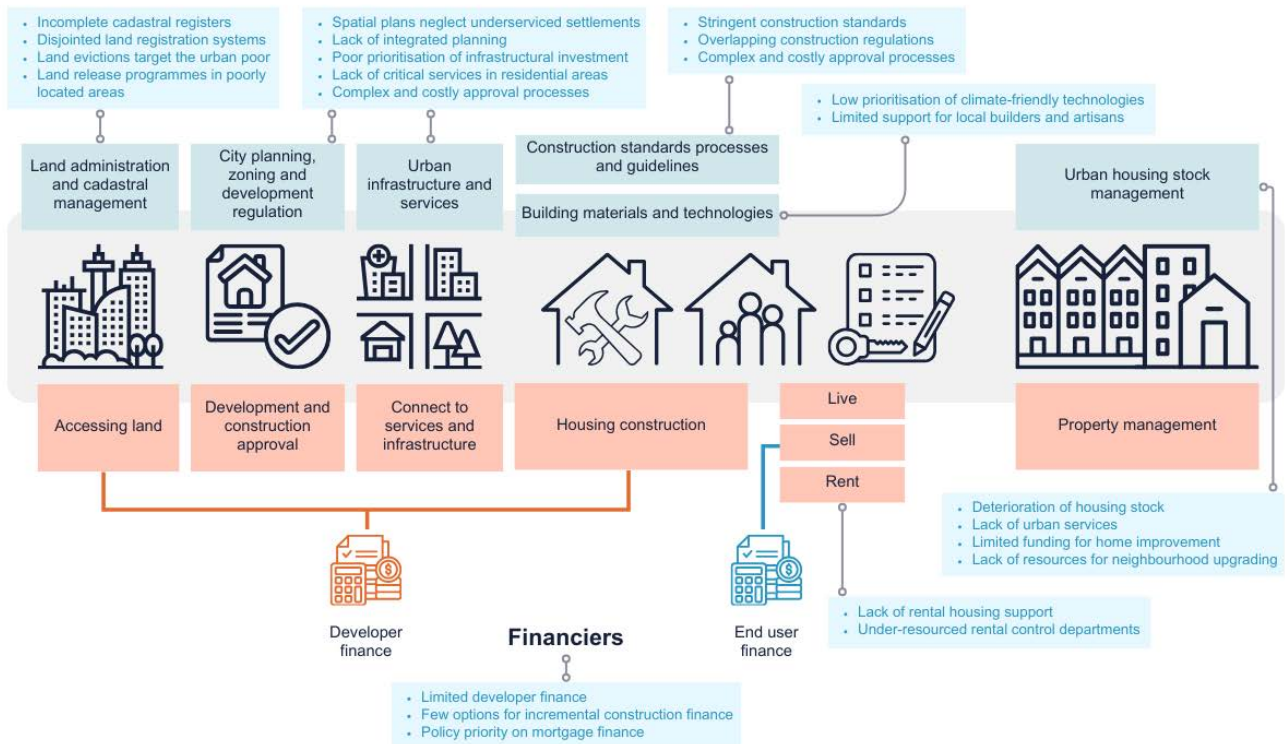 • Incomplete cadastral registers
• Disjointed land registration systems
• Land evictions target the urban poor
• Land release programmes in poorly
located areas
• Spatial plans neglect underserviced settlements
• Lack of integrated planning
• Poor prioritisation of infrastructural investment
• Lack of critical services in residential areas
• Complex and costly approval processes
• Stringent construction standards
• Overlapping construction regulations
• Complex and costly approval processes
• Low prioritisation of climate-friendly technologies
• Limited support for local builders and artisans
Land administration
and cadastral
management
City planning,
zoning and
development
regulation
Urban
infrastructure and
services
Construction standards processes
and guidelines
Building materials and technologies
Urban housing stock
management
Accessing land
Development and
construction
approval
Connect to
services and
infrastructure
Housing construction
Live
Sell
Rent
Property management
• Deterioration of housing stock
• Lack of urban services
• Limited funding for home improvement
• Lack of resources for neighbourhood upgrading
• Lack of rental housing support
• Under-resourced rental control departments
Developer
finance
Financiers
End user
finance
• Limited developer finance
• Few options for incremental construction finance
• Policy priority on mortgage finance